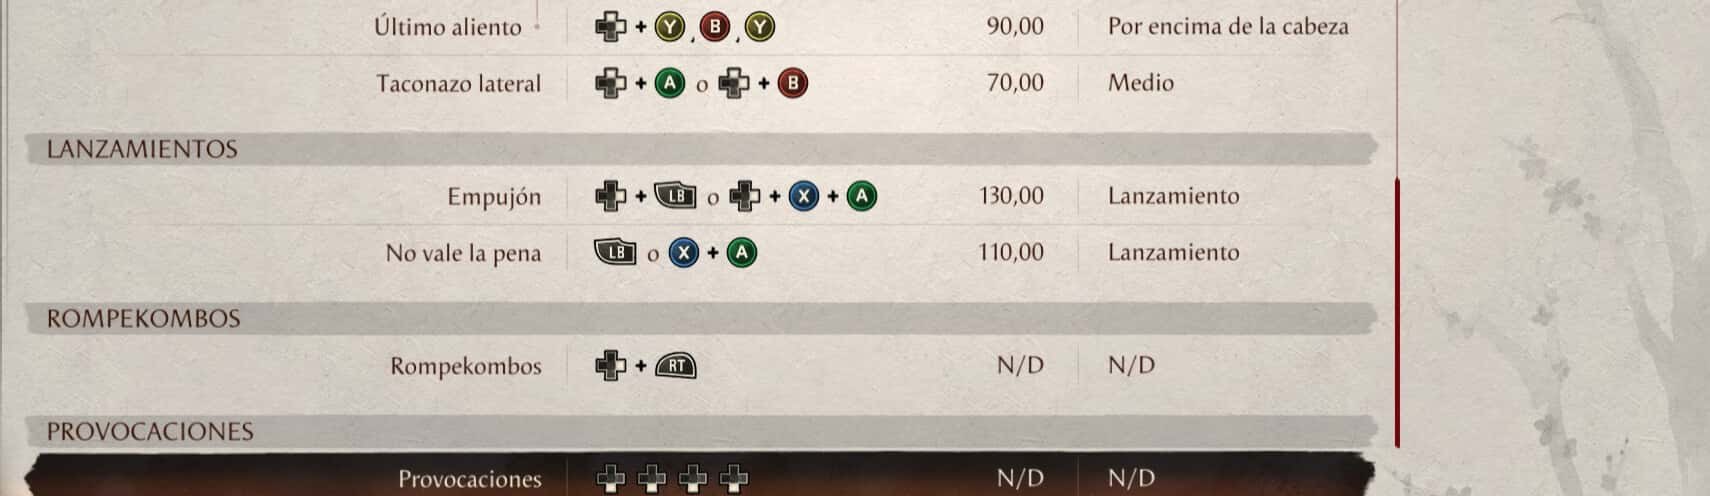 Último aliento + Y , B , Y 90,00 Por encima de la cabeza
Taconazo lateral + A o + B 70,00 Medio
LANZAMIENTOS
Empujón + LB o + X + A 130,00 Lanzamiento
No vale la pena LB o X + A 110,00 Lanzamiento
ROMPEKOMBOS
Rompekombos + RT N/D N/D
PROVOCACIONES
Provocaciones N/D N/D